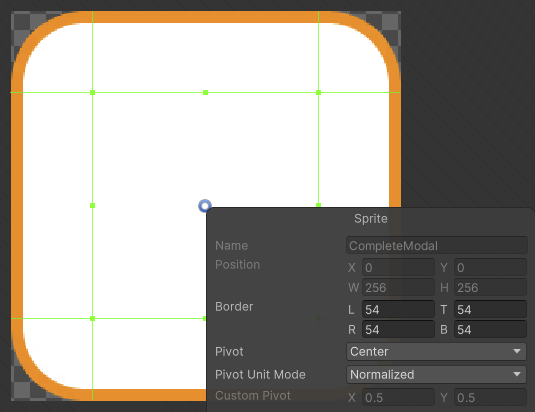 Sprite
Name CompleteModal
Position X 0 Y 0
W 256 H 256
Border L 54 T 54
R 54 B 54
Pivot Center
Pivot Unit Mode Normalized
Custom Pivot X 0.5 Y 0.5